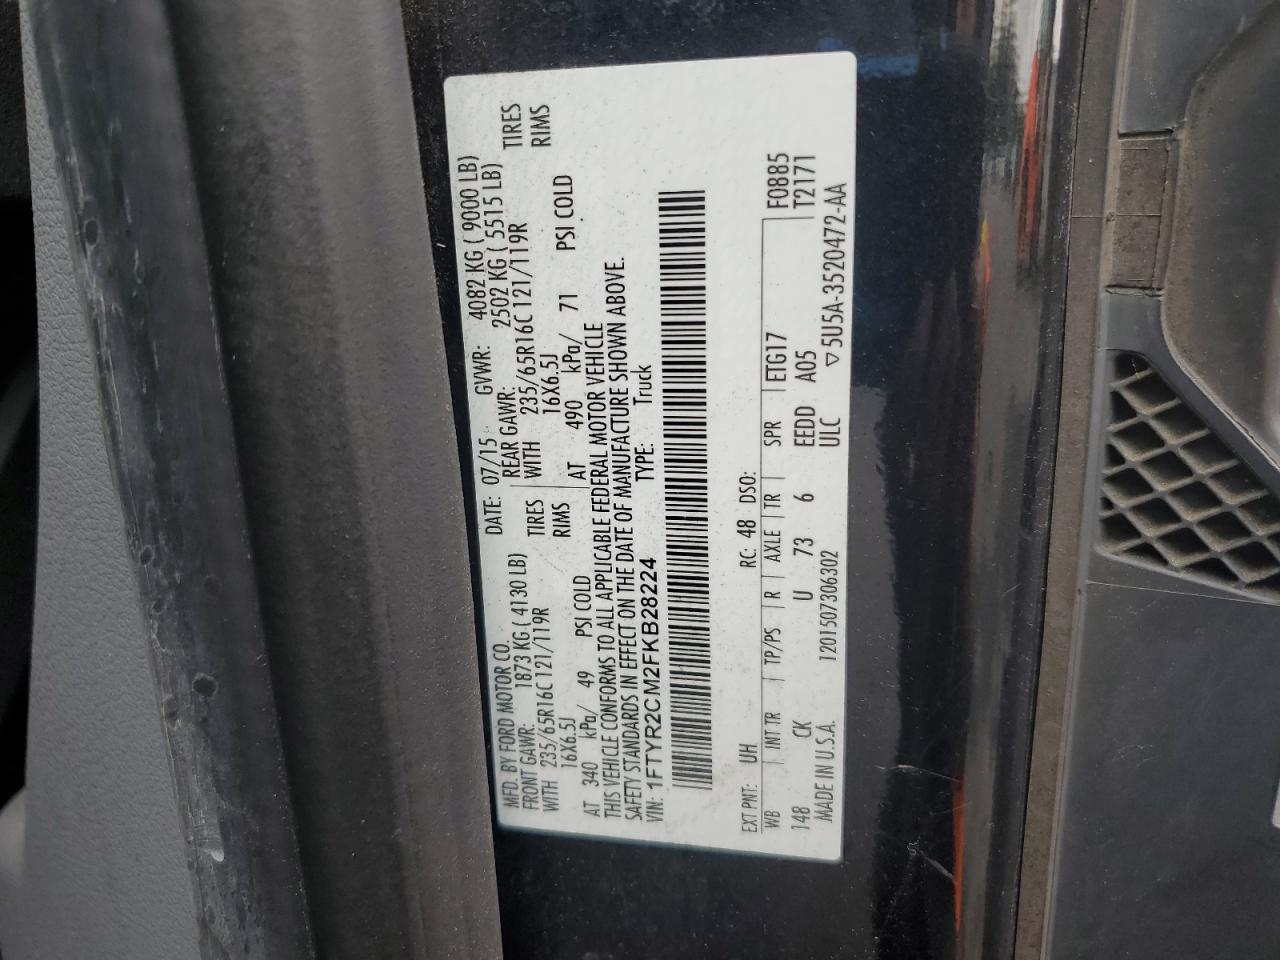 MFD. BY FORD MOTOR CO.
DATE: 07/15 GVWR: 4082 KG ( 9000 LB)
FRONT GAWR: 1873 KG ( 4130 LB) REAR GAWR: 2502 KG ( 5515 LB)
WITH 235/65R16C 121/119R TIRES WITH 235/65R16C 121/119R TIRES
16X6.5J RIMS 16X6.5J RIMS
AT 340 kPa/ 49 PSI COLD AT 490 kPa/ 71 PSI COLD
THIS VEHICLE CONFORMS TO ALL APPLICABLE FEDERAL MOTOR VEHICLE
SAFETY STANDARDS IN EFFECT ON THE DATE OF MANUFACTURE SHOWN ABOVE.
VIN: 1FTYR2CM2FKB28224 TYPE: Truck
EXT PNT: UH RC: 48 DSO: F0885
WB INT TR TP/PS R AXLE TR SPR ETG17 T2171
148 CK U 73 6 EEDD A05
MADE IN U.S.A. 1201507306302 ULC ▽5U5A-3520472-AA